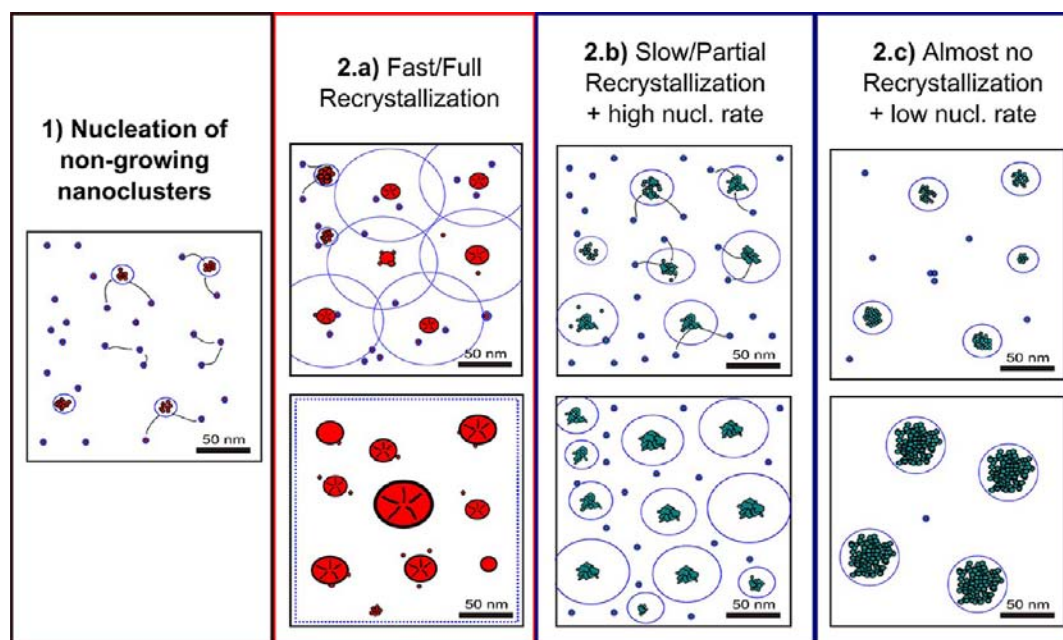 1) Nucleation of
non-growing
nanoclusters
50 nm
2.a) Fast/Full
Recrystallization
50 nm
50 nm
2.b) Slow/Partial
Recrystallization
+ high nucl. rate
50 nm
50 nm
2.c) Almost no
Recrystallization
+ low nucl. rate
50 nm
50 nm